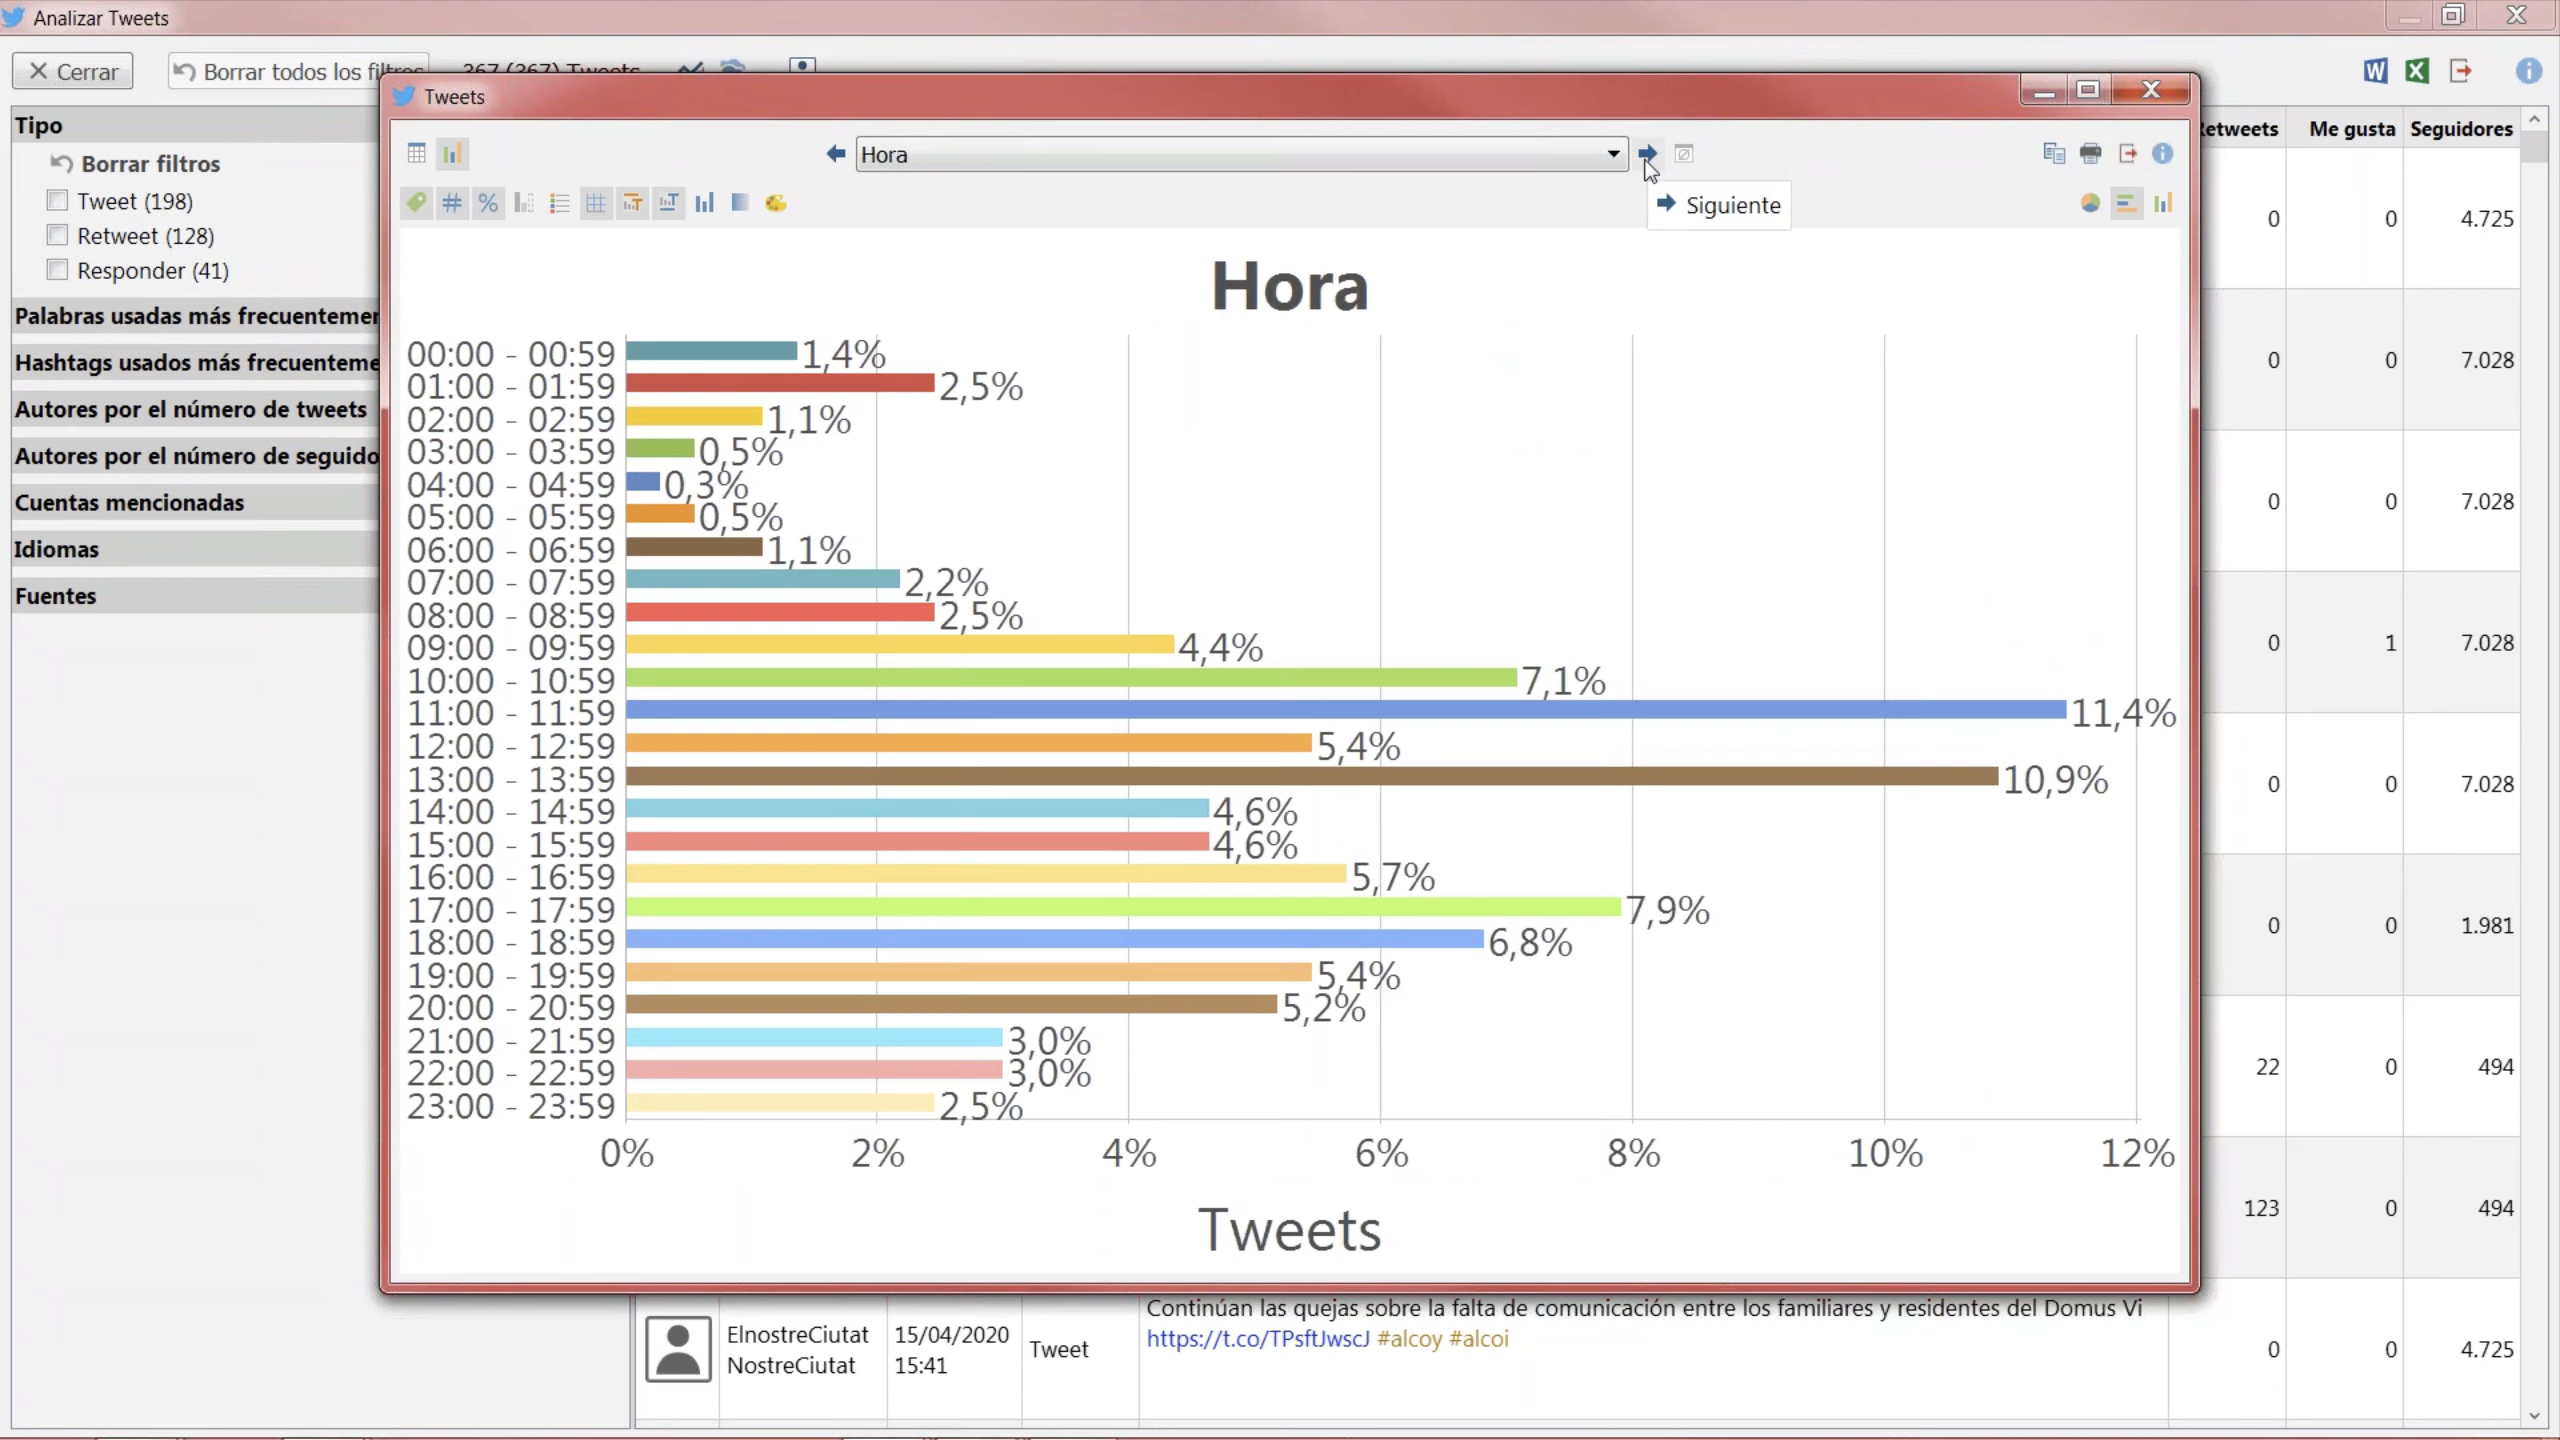 Analizar Tweets
Cerrar
Borrar todos los filtros
367 (367) Tweets
Tipo
Borrar filtros
Tweet (198)
Retweet (128)
Responder (41)
Palabras usadas más
Hashtags usados más
Autores por el número de tweets
Autores por el número de
Cuentas mencionadas
Idiomas
Fuentes
Tweets
Hora
Siguiente
Hora
00:00 - 00:59 1,4%
01:00 - 01:59 2,5%
02:00 - 02:59 1,1%
03:00 - 03:59 0,5%
04:00 - 04:59 0,3%
05:00 - 05:59 0,5%
06:00 - 06:59 1,1%
07:00 - 07:59 2,2%
08:00 - 08:59 2,5%
09:00 - 09:59 4,4%
10:00 - 10:59 7,1%
11:00 - 11:59 11,4%
12:00 - 12:59 5,4%
13:00 - 13:59 10,9%
14:00 - 14:59 4,6%
15:00 - 15:59 4,6%
16:00 - 16:59 5,7%
17:00 - 17:59 7,9%
18:00 - 18:59 6,8%
19:00 - 19:59 5,4%
20:00 - 20:59 5,2%
21:00 - 21:59 3,0%
22:00 - 22:59 3,0%
23:00 - 23:59 2,5%
0% 2% 4% 6% 8% 10% 12%
Tweets
Retweets Me gusta Seguidores
0 0 4.725
0 0 7.028
0 0 7.028
0 1 7.028
0 0 7.028
0 0 1.981
22 0 494
123 0 494
Continúan las quejas sobre la falta de comunicación entre los familiares y residentes del Domus Vi
https://t.co/TPsftJwscJ #alcoy #alcoi
ElnostreCiutat
NostreCiutat
15/04/2020
15:41
Tweet
0 0 4.725